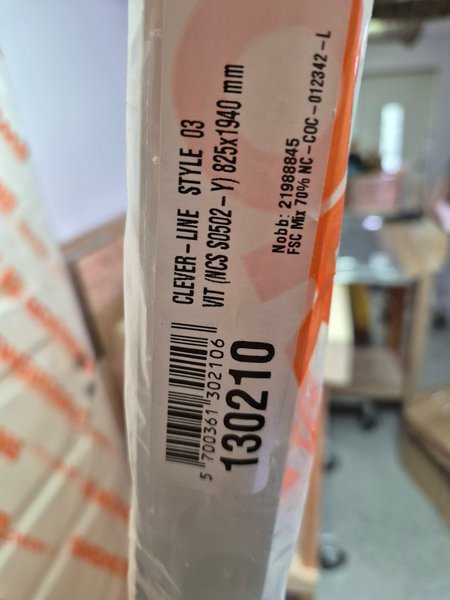 CLEVER-LINE STYLE 03
VIT (NCS S0502-Y) 825x1940 mm
Nobb: 21988845
FSC Mix 70% NC-COC-012342-L
5 700361 302106
130210